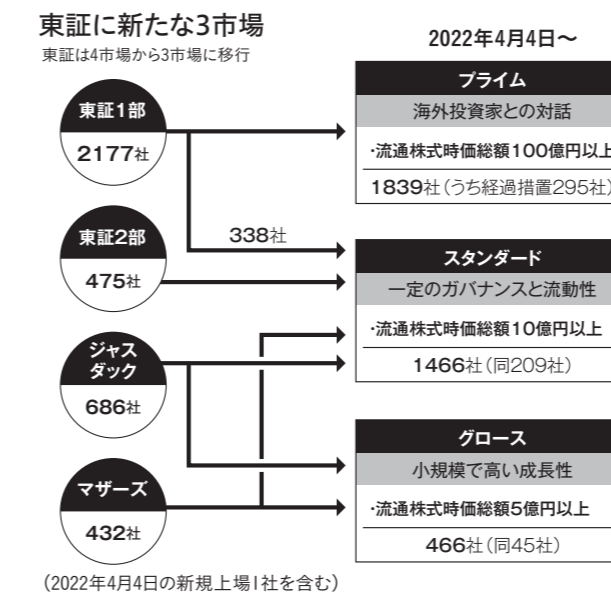 東証に新たな3市場
東証は4市場から3市場に移行
2022年4月4日〜
東証1部
2177社
東証2部
475社
ジャス
ダック
686社
マザーズ
432社
338社
プライム
海外投資家との対話
・流通株式時価総額100億円以上
1839社(うち経過措置295社)
スタンダード
一定のガバナンスと流動性
・流通株式時価総額10億円以上
1466社(同209社)
グロース
小規模で高い成長性
・流通株式時価総額5億円以上
466社(同45社)
(2022年4月4日の新規上場1社を含む)